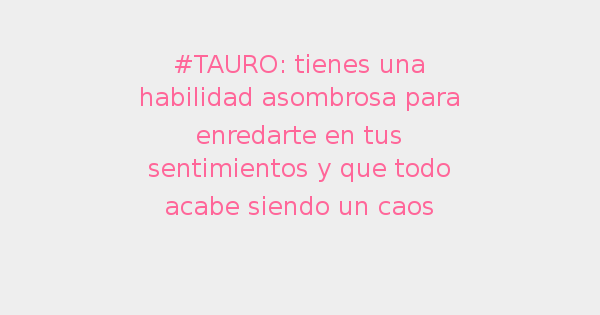 #TAURO: tienes una
habilidad asombrosa para
enredarte en tus
sentimientos y que todo
acabe siendo un caos